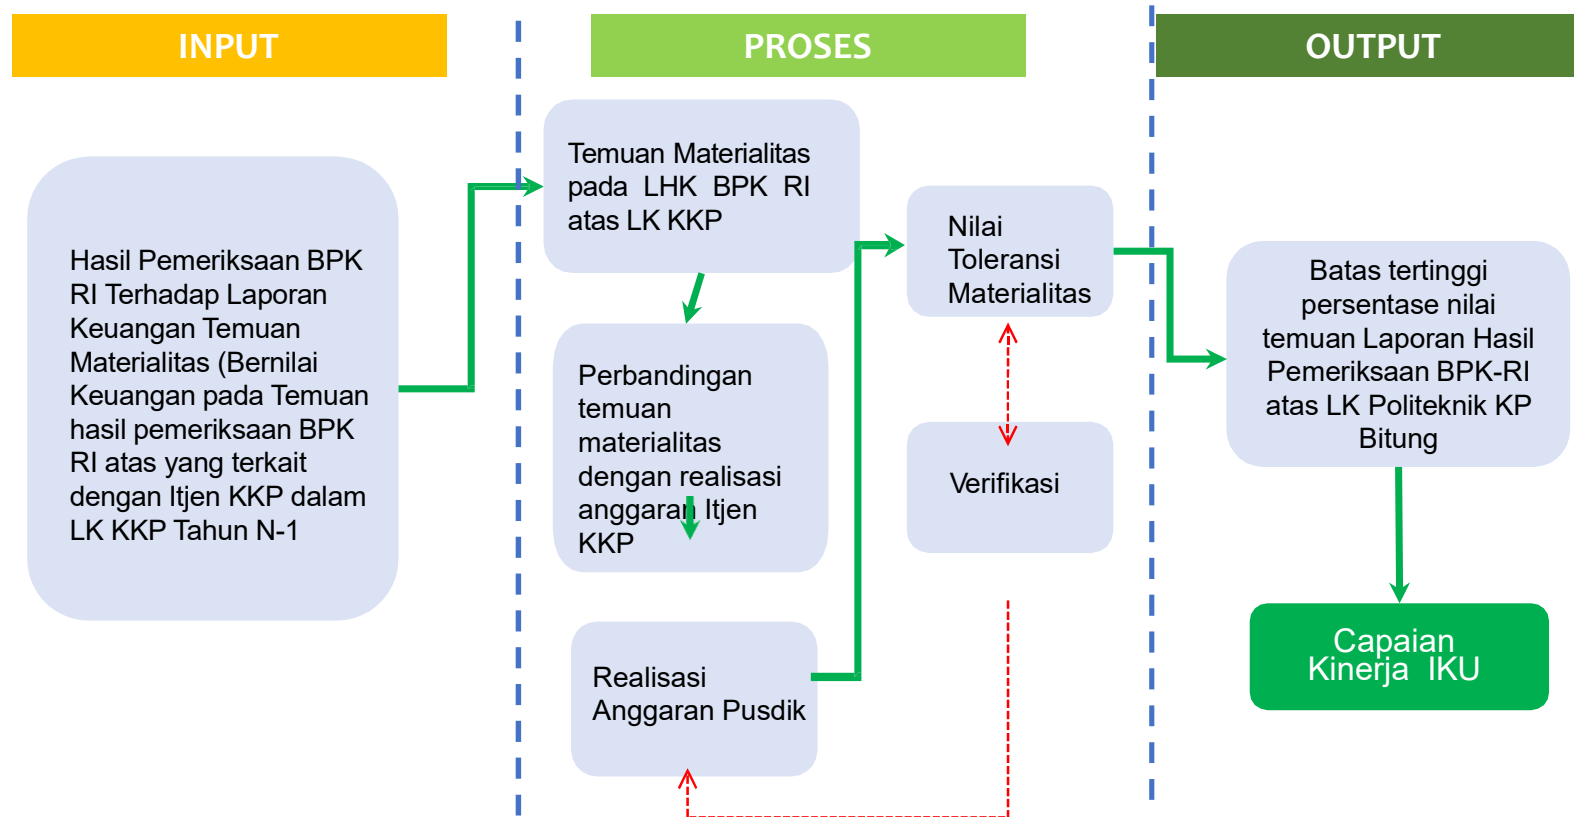 INPUT
PROSES
OUTPUT
Hasil Pemeriksaan BPK
RI Terhadap Laporan
Keuangan Temuan
Materialitas (Bernilai
Keuangan pada Temuan
hasil pemeriksaan BPK
RI atas yang terkait
dengan Itjen KKP dalam
LK KKP Tahun N-1
Temuan Materialitas
pada LHK BPK RI
atas LK KKP
Perbandingan
temuan
materialitas
dengan realisasi
anggaran Itjen
KKP
Realisasi
Anggaran Pusdik
Nilai
Toleransi
Materialitas
Verifikasi
Batas tertinggi
persentase nilai
temuan Laporan Hasil
Pemeriksaan BPK-RI
atas LK Politeknik KP
Bitung
Capaian
Kinerja IKU